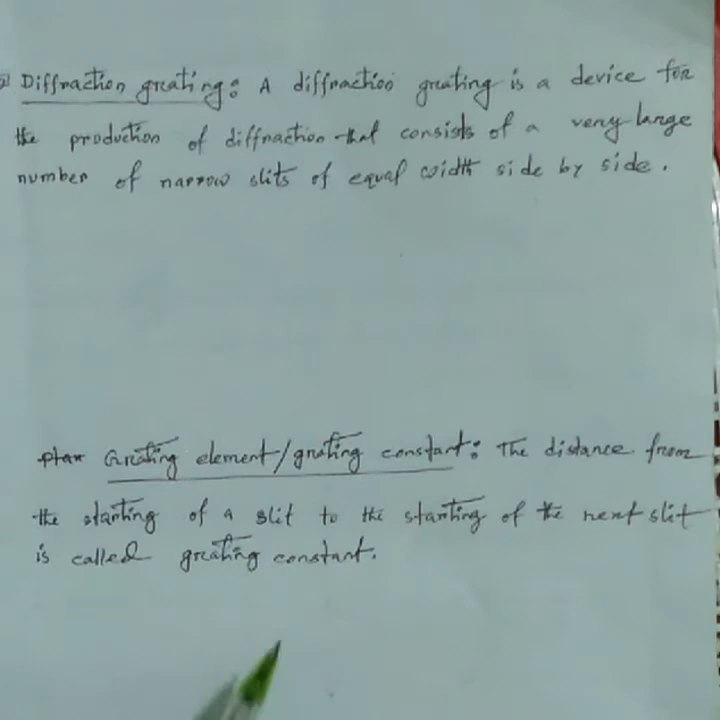 Diffraction grating: A diffraction grating is a device for
the production of diffraction that consists of a very large
number of narrow slits of equal width side by side.
Grating element/grating constant: The distance from
the starting of a slit to the starting of the next slit
is called grating constant.